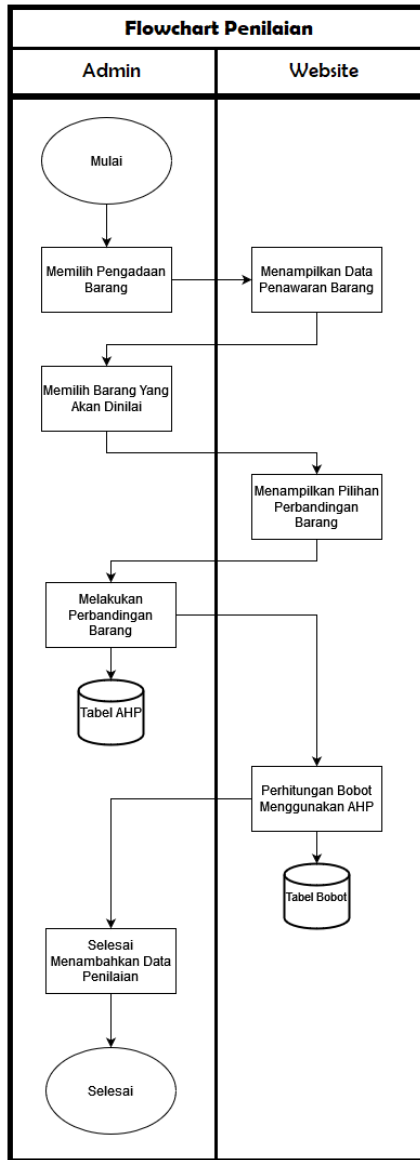 Flowchart Penilaian
Admin
Website
Mulai
Memilih Pengadaan
Barang
Menampilkan Data
Penawaran Barang
Memilih Barang Yang
Akan Dinilai
Menampilkan Pilihan
Perbandingan
Barang
Melakukan
Perbandingan
Barang
Tabel AHP
Perhitungan Bobot
Menggunakan AHP
Tabel Bobot
Selesai
Menambahkan Data
Penilaian
Selesai